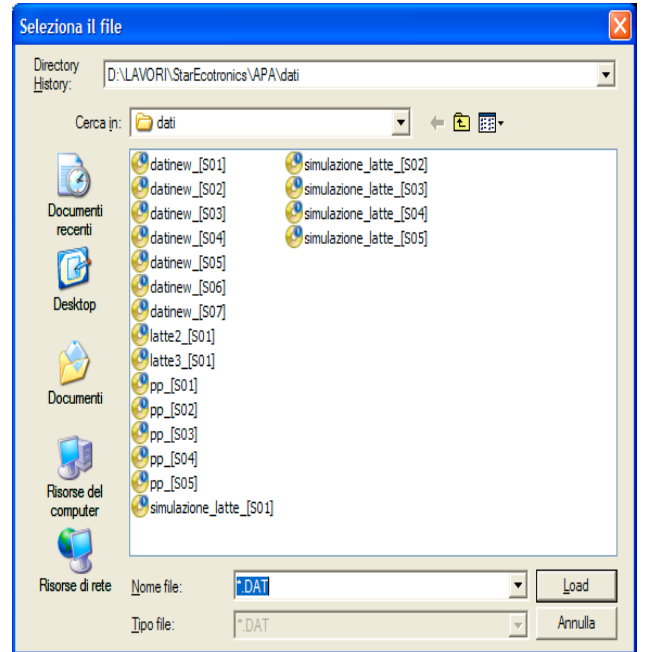 Seleziona il file
Directory History: D:\LAVORI\StarEcotronics\APA\dati
Cerca in: dati
datinew_[S01]
datinew_[S02]
datinew_[S03]
datinew_[S04]
datinew_[S05]
datinew_[S06]
datinew_[S07]
latte2_[S01]
latte3_[S01]
pp_[S01]
pp_[S02]
pp_[S03]
pp_[S04]
pp_[S05]
simulazione_latte_[S01]
simulazione_latte_[S02]
simulazione_latte_[S03]
simulazione_latte_[S04]
simulazione_latte_[S05]
Documenti
recenti
Desktop
Documenti
Risorse del
computer
Risorse di rete
Nome file: *.DAT Load
Tipo file: *.DAT Annulla